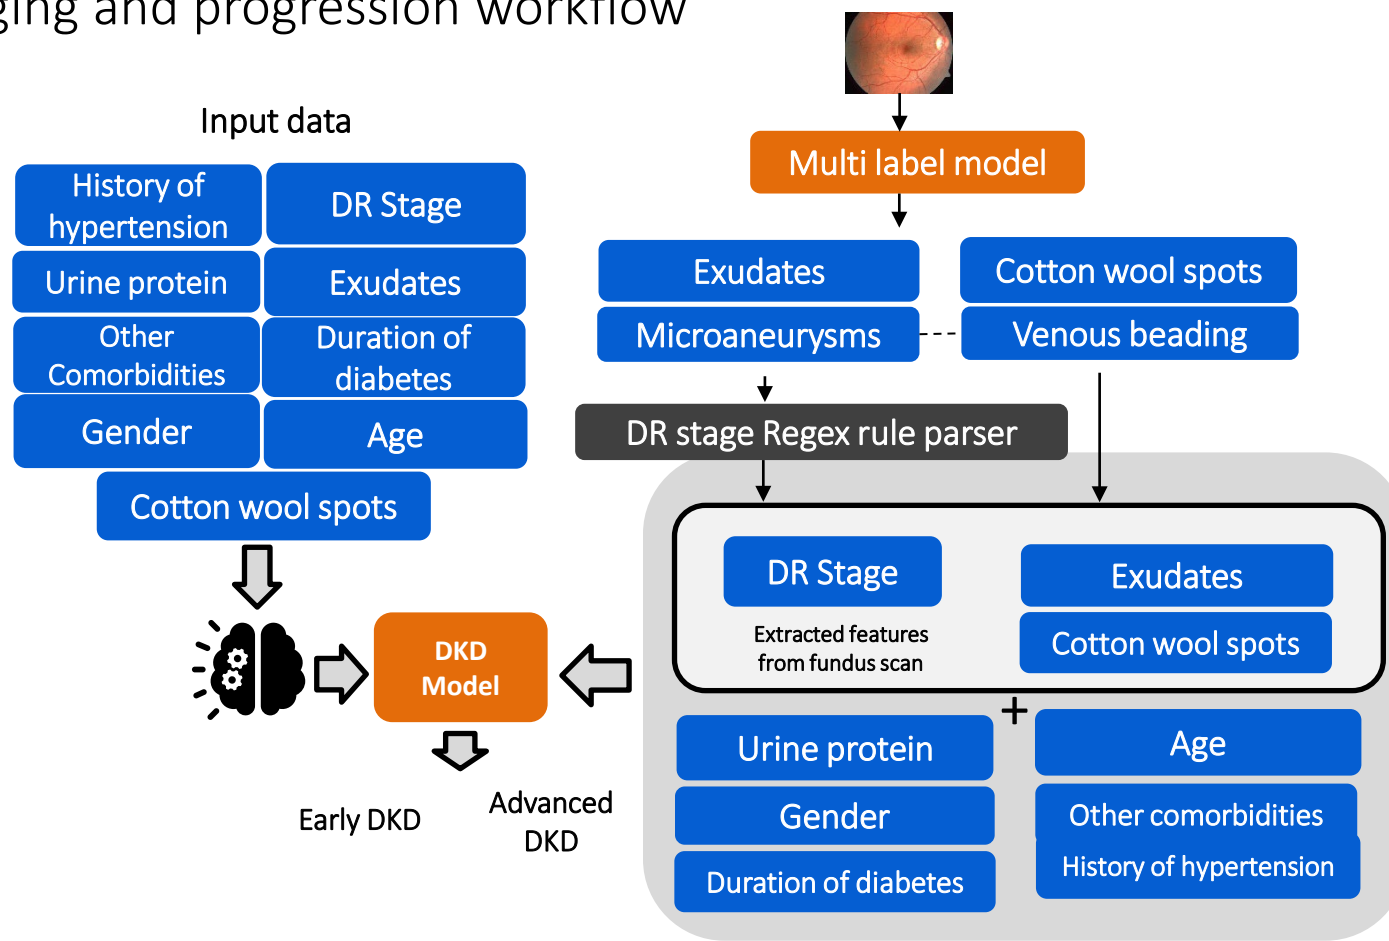 ging and progression workflow
Input data
History of
hypertension
DR Stage
Urine protein
Exudates
Other
Comorbidities
Duration of
diabetes
Gender
Age
Cotton wool spots
DKD
Model
Early DKD
Advanced
DKD
Multi label model
Exudates
Cotton wool spots
Microaneurysms
Venous beading
DR stage Regex rule parser
DR Stage
Extracted features
from fundus scan
Exudates
Cotton wool spots
+
Urine protein
Age
Gender
Other comorbidities
Duration of diabetes
History of hypertension